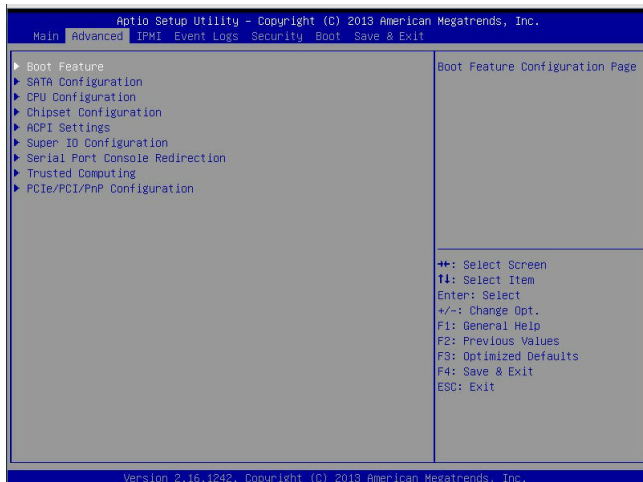 Aptio Setup Utility – Copyright (C) 2013 American Megatrends, Inc.
Main Advanced IPMI Event Logs Security Boot Save & Exit
Boot Feature
SATA Configuration
CPU Configuration
Chipset Configuration
ACPI Settings
Super IO Configuration
Serial Port Console Redirection
Trusted Computing
PCIe/PCI/PnP Configuration
Boot Feature Configuration Page
→←: Select Screen
↑↓: Select Item
Enter: Select
+/-: Change Opt.
F1: General Help
F2: Previous Values
F3: Optimized Defaults
F4: Save & Exit
ESC: Exit
Version 2.16.1242. Copyright (C) 2013 American Megatrends, Inc.